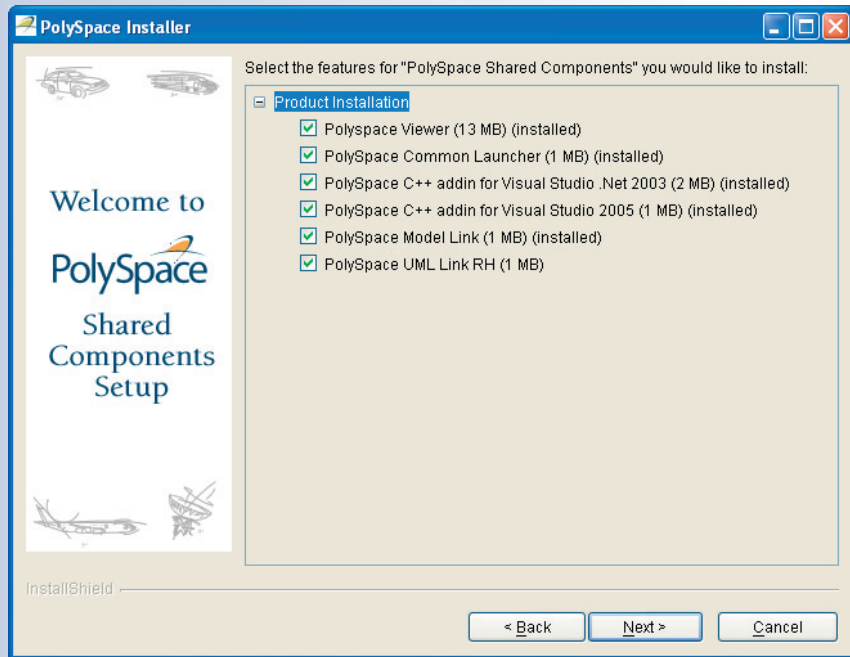 PolySpace Installer
Select the features for "PolySpace Shared Components" you would like to install:
Product Installation
Polyspace Viewer (13 MB) (installed)
PolySpace Common Launcher (1 MB) (installed)
PolySpace C++ addin for Visual Studio .Net 2003 (2 MB) (installed)
PolySpace C++ addin for Visual Studio 2005 (1 MB) (installed)
PolySpace Model Link (1 MB) (installed)
PolySpace UML Link RH (1 MB)
Welcome to
PolySpace
Shared
Components
Setup
InstallShield
< Back
Next >
Cancel